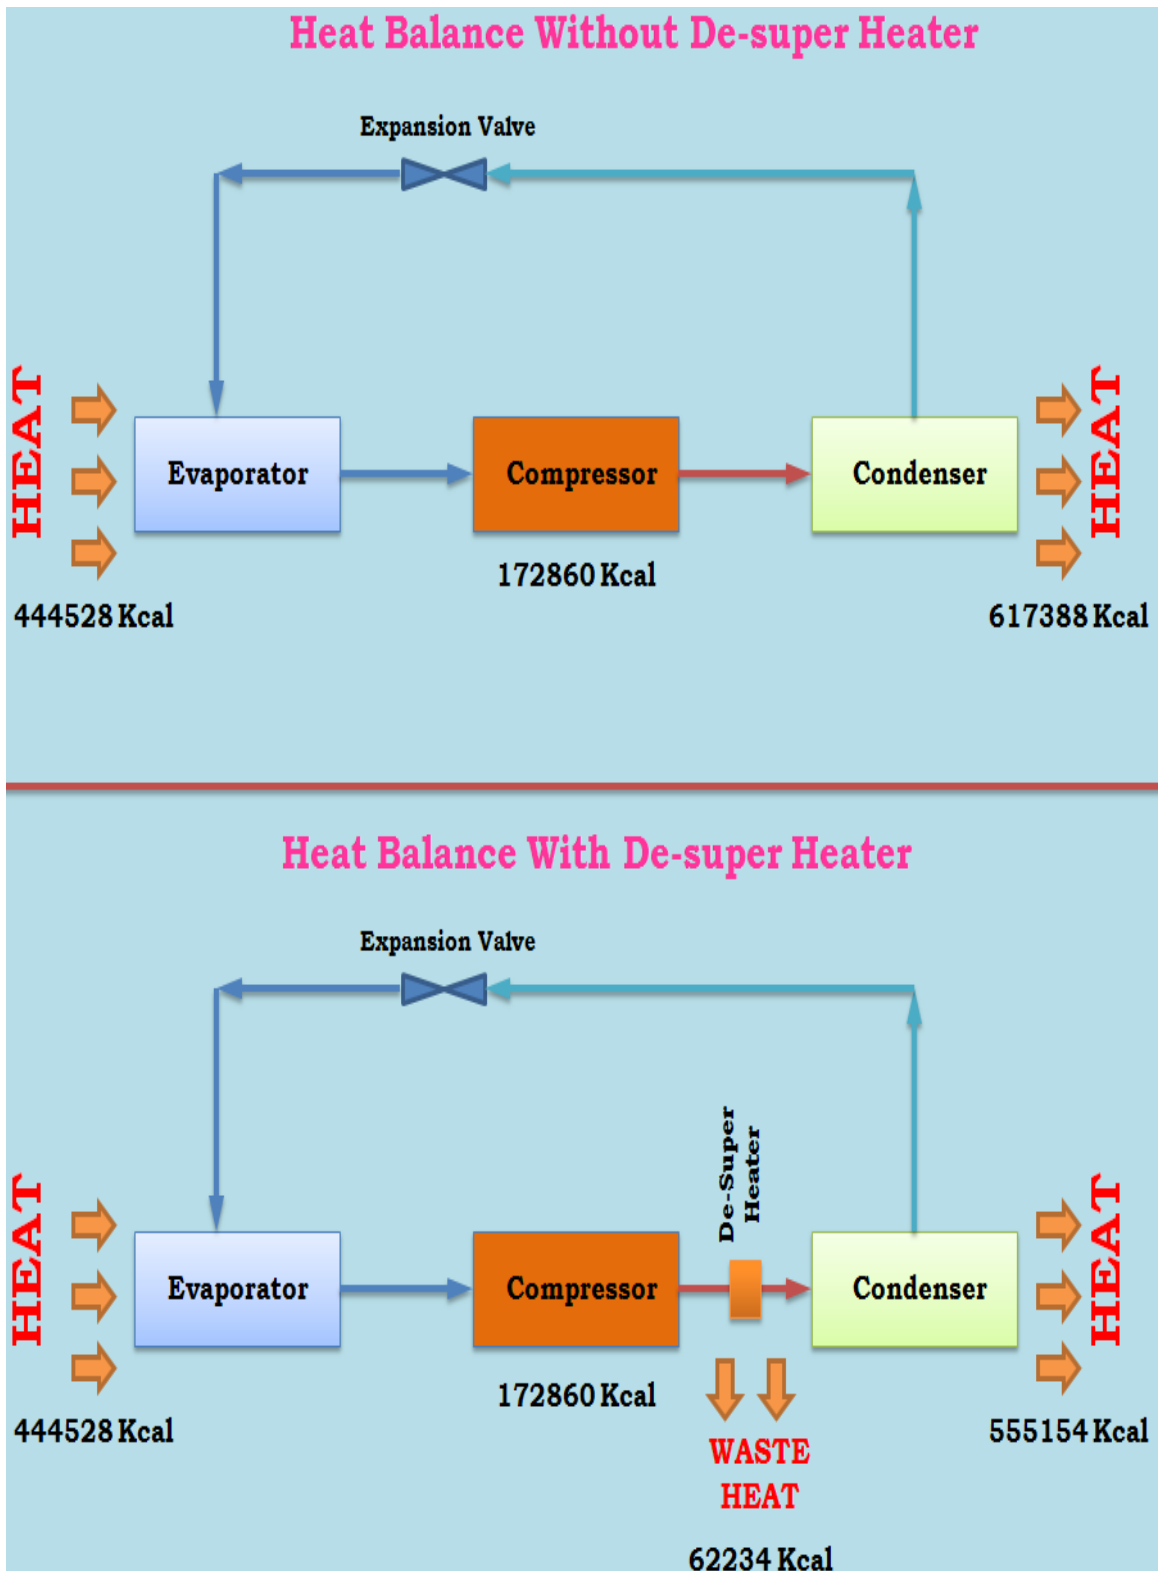 Heat Balance Without De-super Heater
Expansion Valve
HEAT
Evaporator
Compressor
Condenser
HEAT
172860 Kcal
444528 Kcal
617388 Kcal
Heat Balance With De-super Heater
Expansion Valve
De-Super
Heater
HEAT
Evaporator
Compressor
Condenser
HEAT
172860 Kcal
444528 Kcal
555154 Kcal
WASTE
HEAT
62234 Kcal